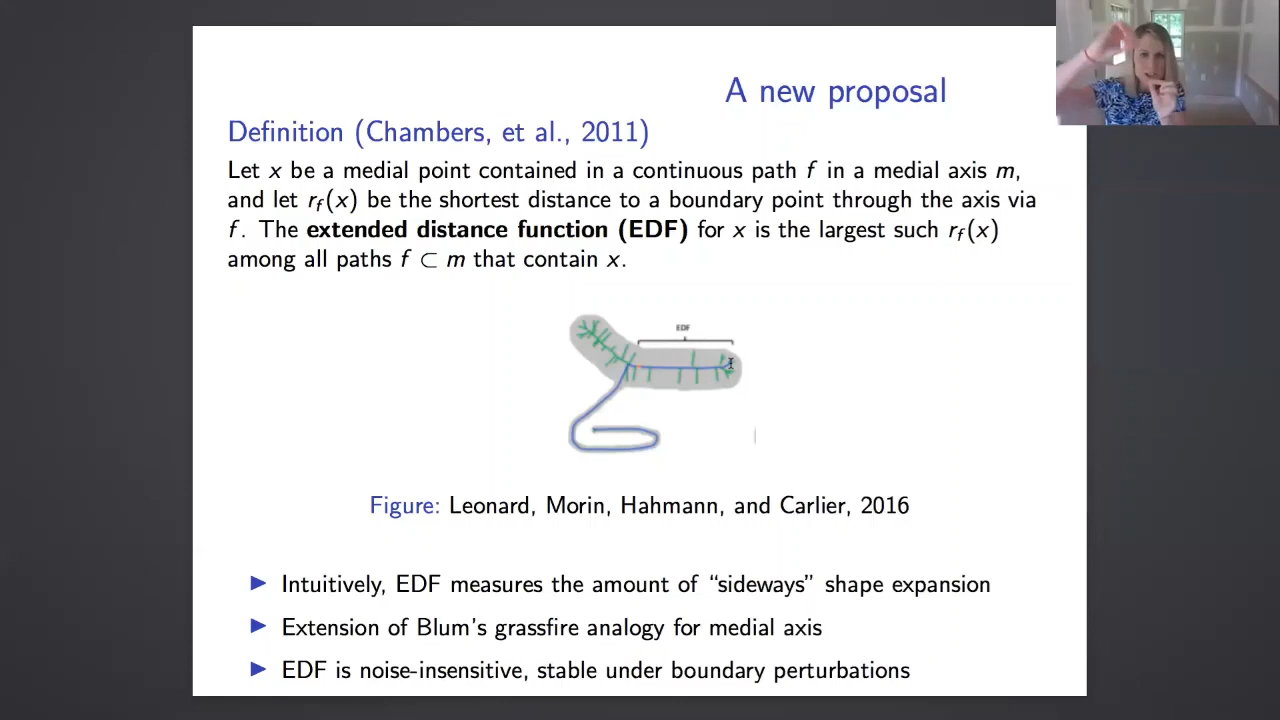 A new proposal
Definition (Chambers, et al., 2011)
Let x be a medial point contained in a continuous path f in a medial axis m,
and let r_f(x) be the shortest distance to a boundary point through the axis via
f. The extended distance function (EDF) for x is the largest such r_f(x)
among all paths f ⊂ m that contain x.
EDF
Figure: Leonard, Morin, Hahmann, and Carlier, 2016
▶ Intuitively, EDF measures the amount of “sideways” shape expansion
▶ Extension of Blum's grassfire analogy for medial axis
▶ EDF is noise-insensitive, stable under boundary perturbations